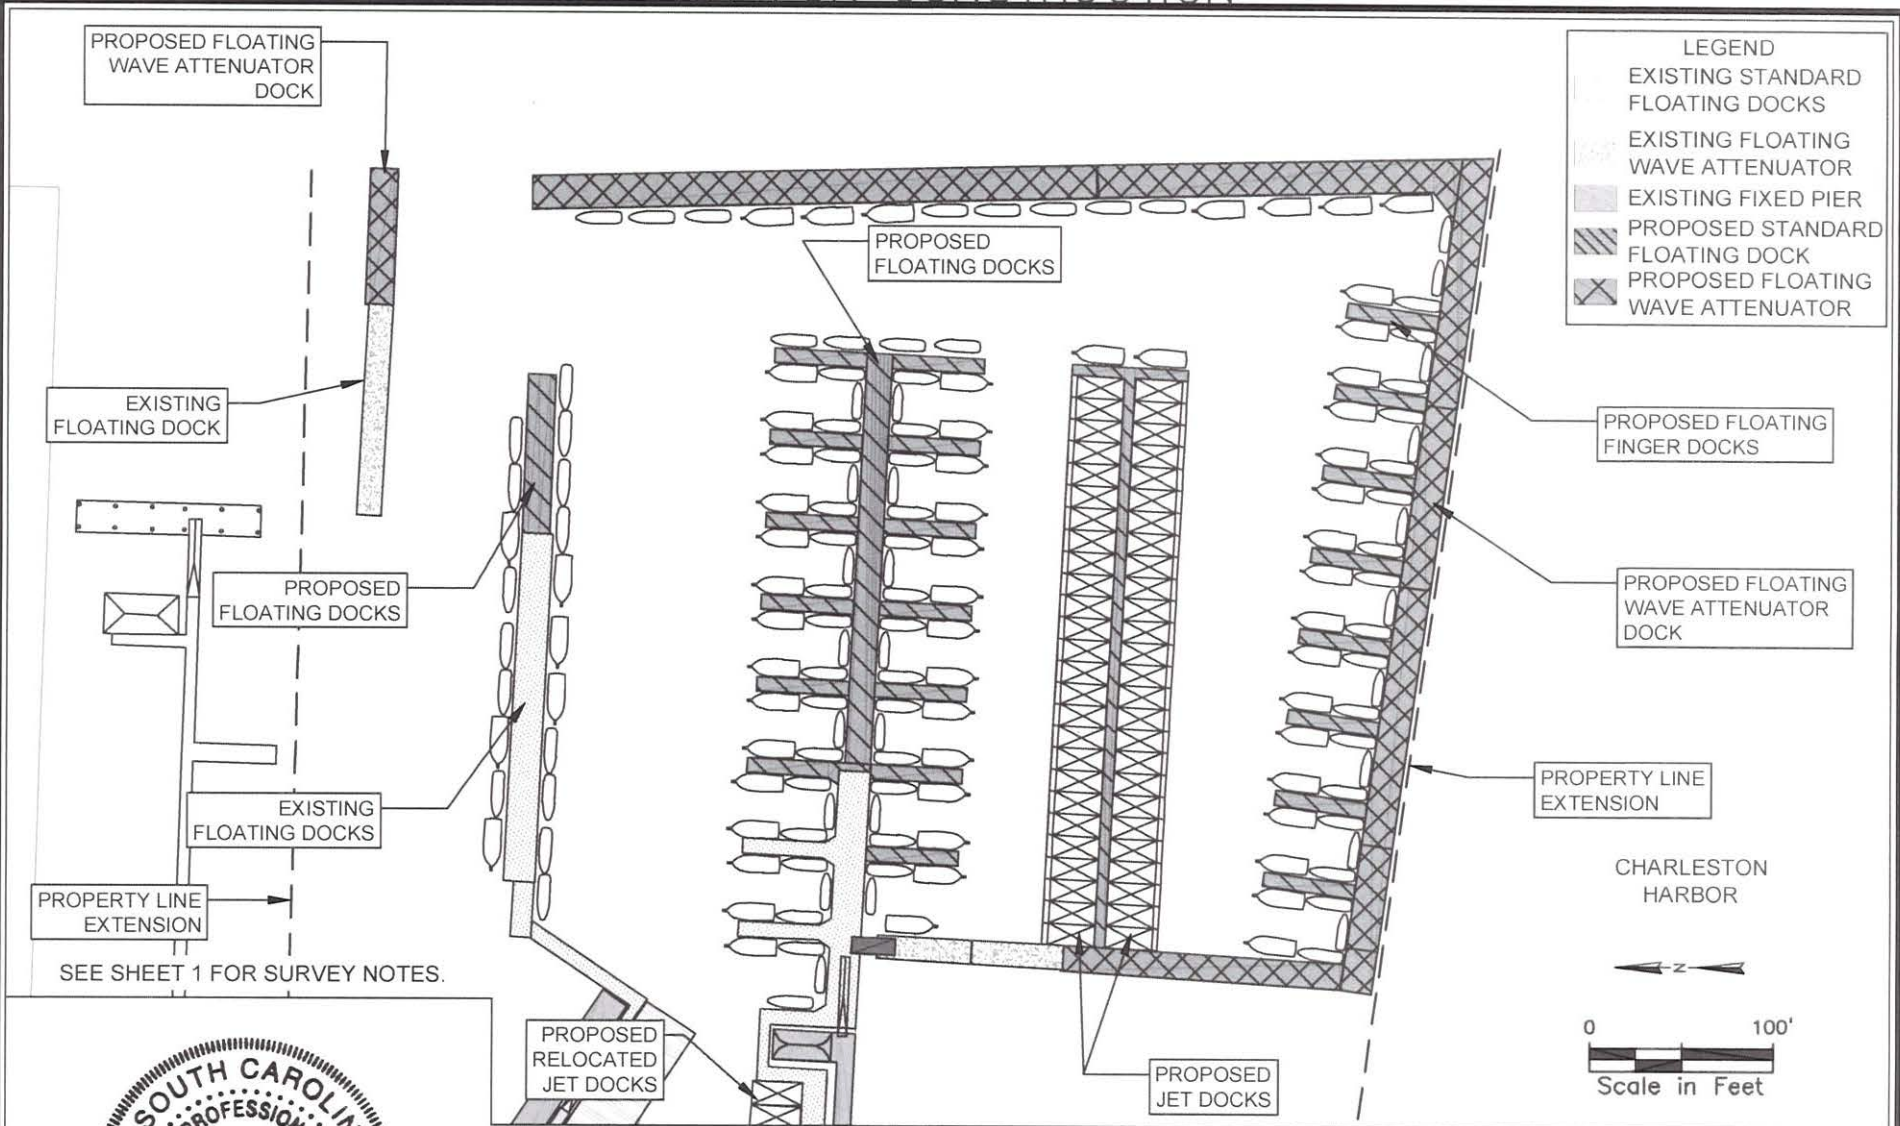 PROPOSED FLOATING
WAVE ATTENUATOR
DOCK
LEGEND
EXISTING STANDARD
FLOATING DOCKS
EXISTING FLOATING
WAVE ATTENUATOR
EXISTING FIXED PIER
PROPOSED STANDARD
FLOATING DOCK
PROPOSED FLOATING
WAVE ATTENUATOR
PROPOSED
FLOATING DOCKS
EXISTING
FLOATING DOCK
PROPOSED FLOATING
FINGER DOCKS
PROPOSED
FLOATING DOCKS
PROPOSED FLOATING
WAVE ATTENUATOR
DOCK
EXISTING
FLOATING DOCKS
PROPERTY LINE
EXTENSION
CHARLESTON
HARBOR
PROPERTY LINE
EXTENSION
SEE SHEET 1 FOR SURVEY NOTES.
N
PROPOSED
RELOCATED
JET DOCKS
PROPOSED
JET DOCKS
0 100'
Scale in Feet
SOUTH CAROLIN
PROFESSION